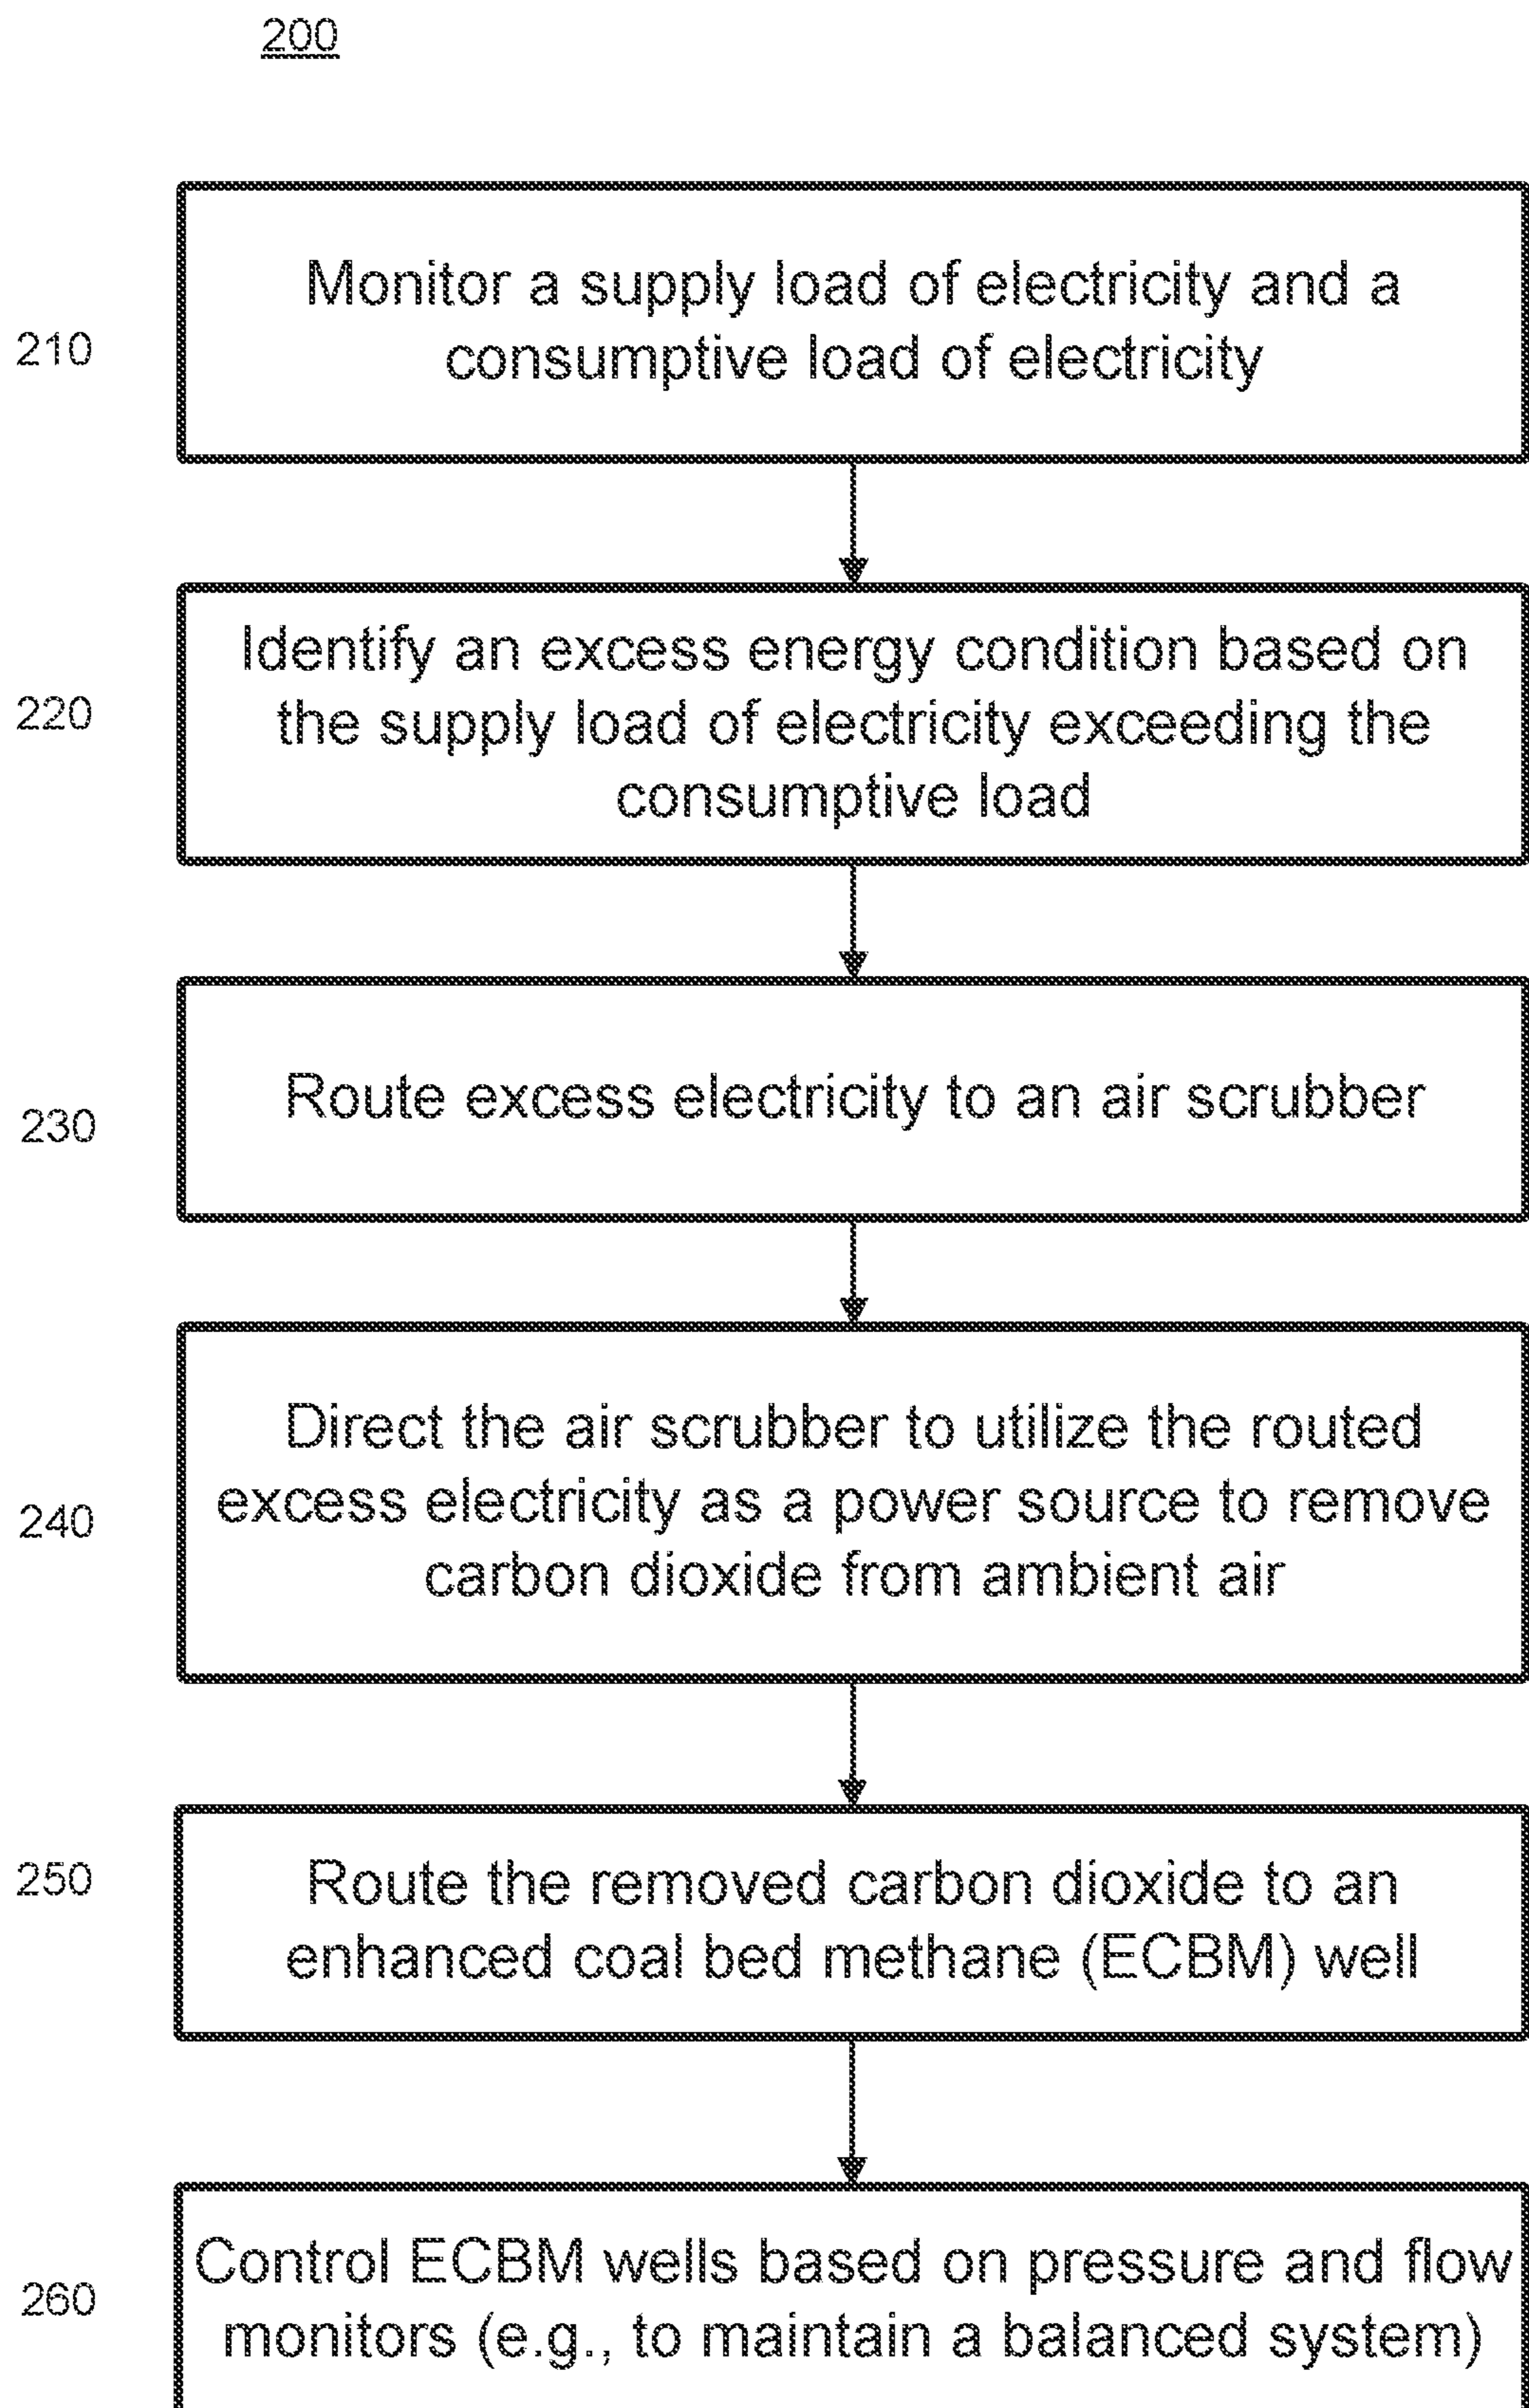 200
210
Monitor a supply load of electricity and a
consumptive load of electricity
220
Identify an excess energy condition based on
the supply load of electricity exceeding the
consumptive load
230
Route excess electricity to an air scrubber
240
Direct the air scrubber to utilize the routed
excess electricity as a power source to remove
carbon dioxide from ambient air
250
Route the removed carbon dioxide to an
enhanced coal bed methane (ECBM) well
260
Control ECBM wells based on pressure and flow
monitors (e.g., to maintain a balanced system)